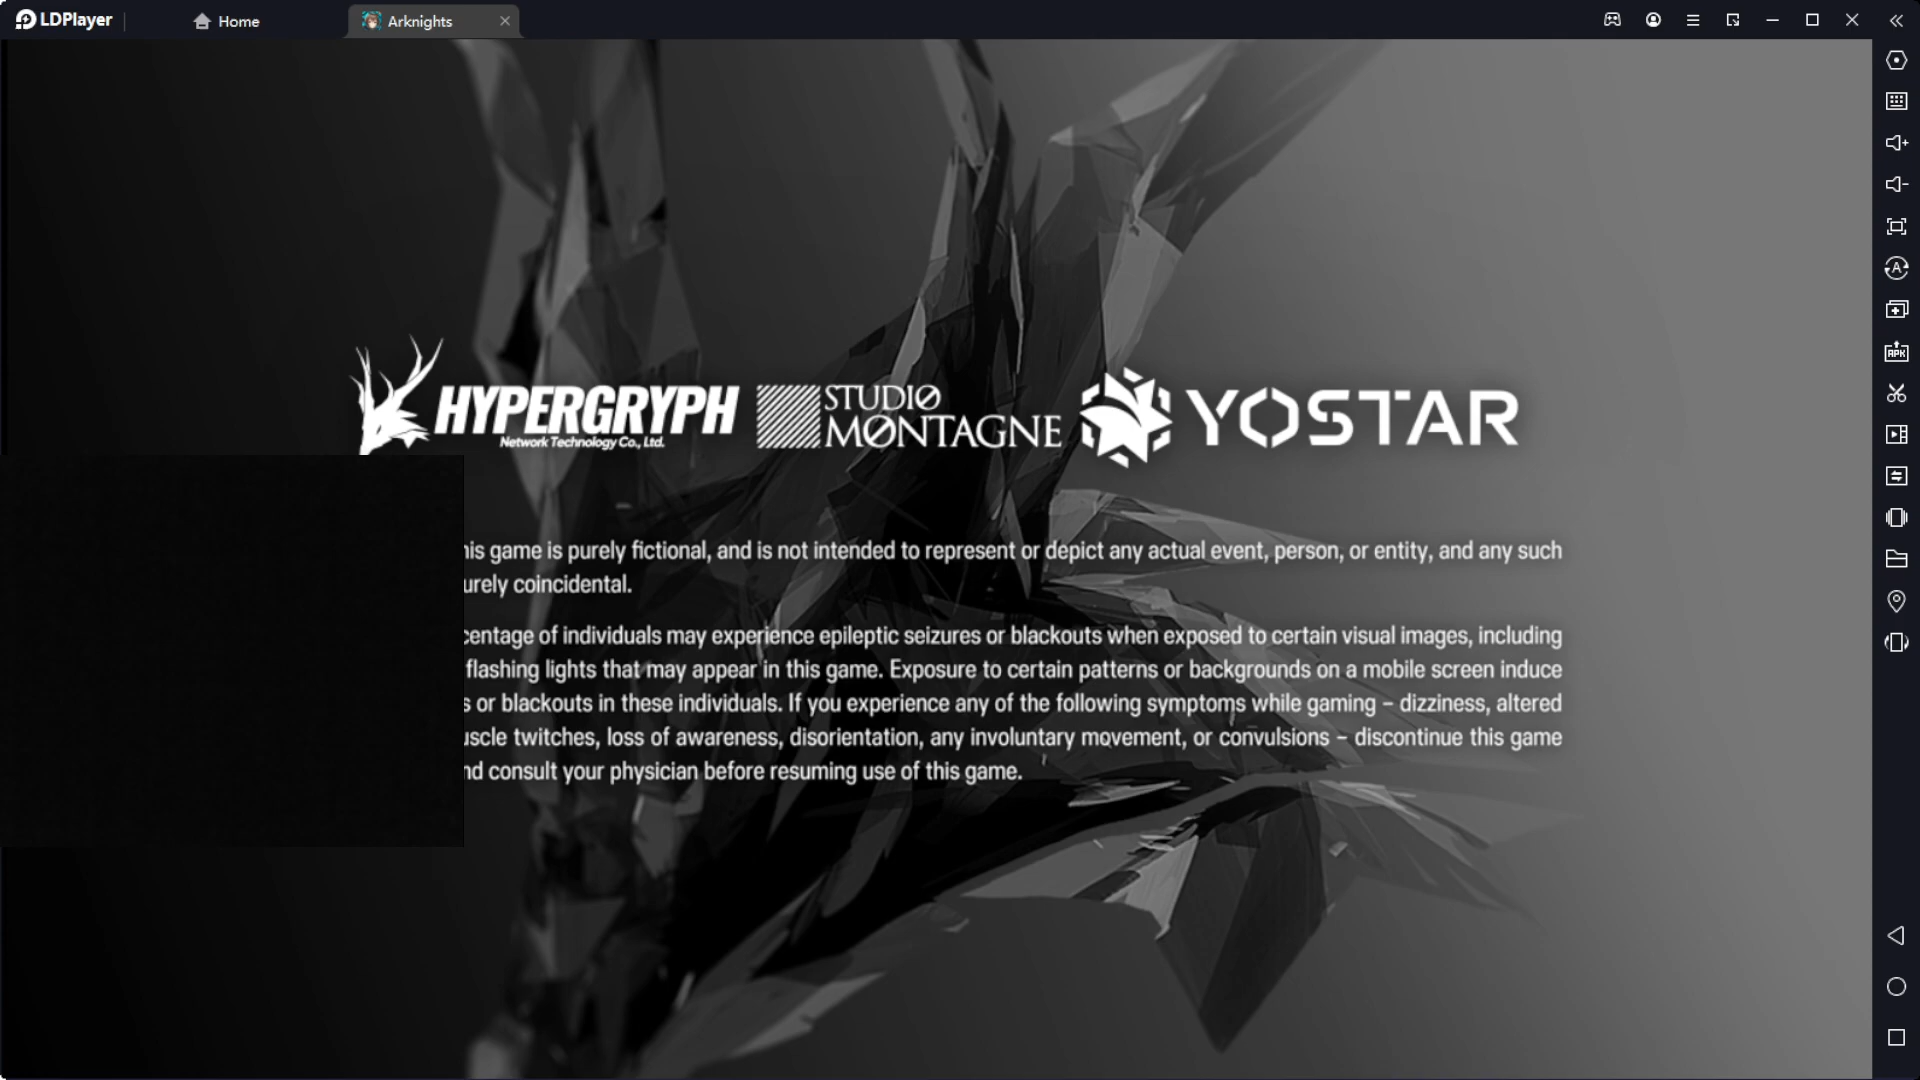 LDPlayer
Home
Arknights
APK
HYPERGRYPH
Network Technology Co., Ltd.
STUDIO
MONTAGNE
YOSTAR
game is purely fictional, and is not intended to represent or depict any actual event, person, or entity, and any such
coincidental.
of individuals may experience epileptic seizures or blackouts when exposed to certain visual images, including
flashing lights that may appear in this game. Exposure to certain patterns or backgrounds on a mobile screen induce
or blackouts in these individuals. If you experience any of the following symptoms while gaming – dizziness, altered
twitches, loss of awareness, disorientation, any involuntary movement, or convulsions – discontinue this game
consult your physician before resuming use of this game.